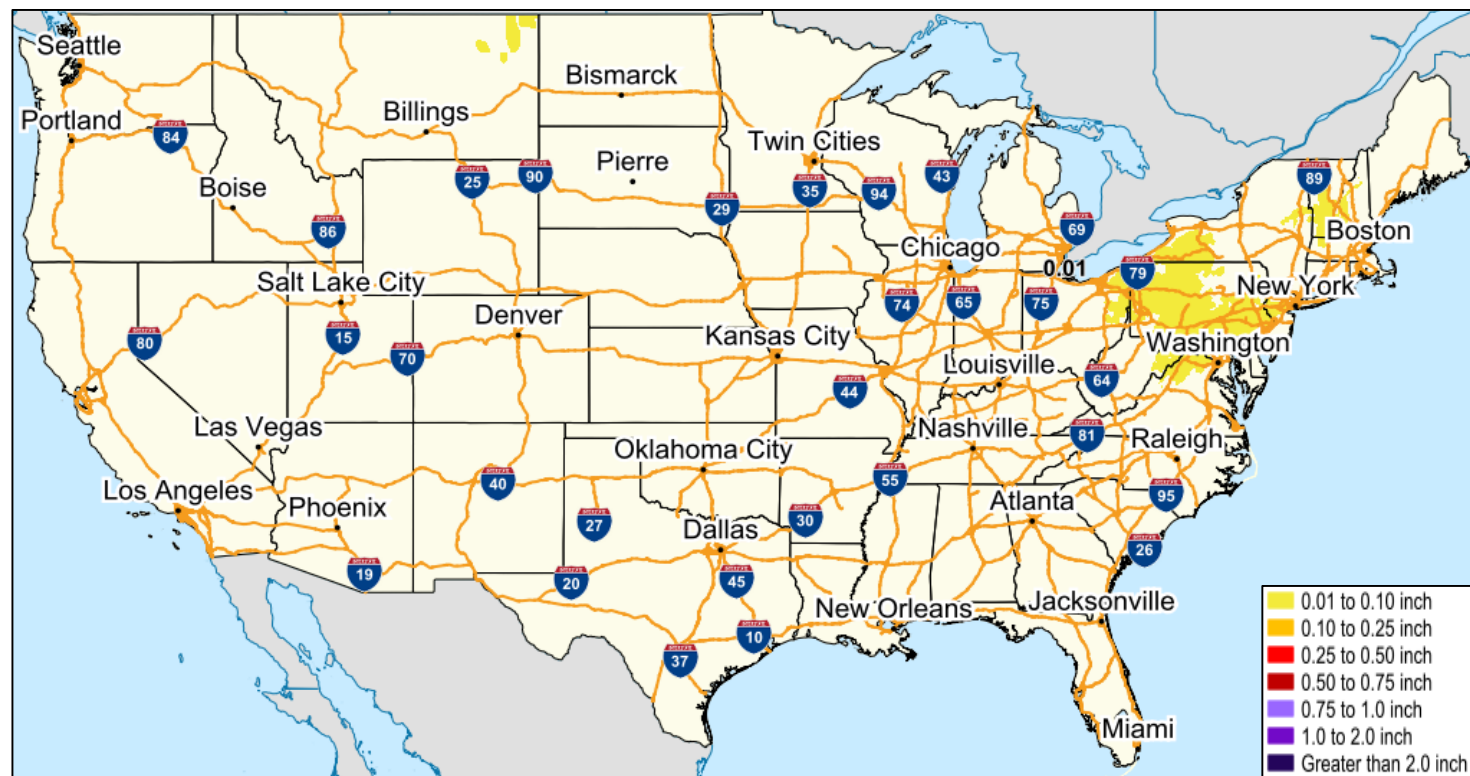 Seattle
Bismarck
Portland
Billings
84
Twin Cities
Pierre
25
90
35
94
43
89
Boise
29
86
69
Boston
Chicago
0.01
79
Salt Lake City
74
65
75
New York
Denver
80
15
70
Kansas City
Washington
Louisville
64
44
Las Vegas
Nashville
81
Raleigh
Oklahoma City
40
55
Los Angeles
95
Phoenix
27
30
Atlanta
Dallas
26
19
20
45
New Orleans
Jacksonville
10
37
Miami
0.01 to 0.10 inch
0.10 to 0.25 inch
0.25 to 0.50 inch
0.50 to 0.75 inch
0.75 to 1.0 inch
1.0 to 2.0 inch
Greater than 2.0 inch